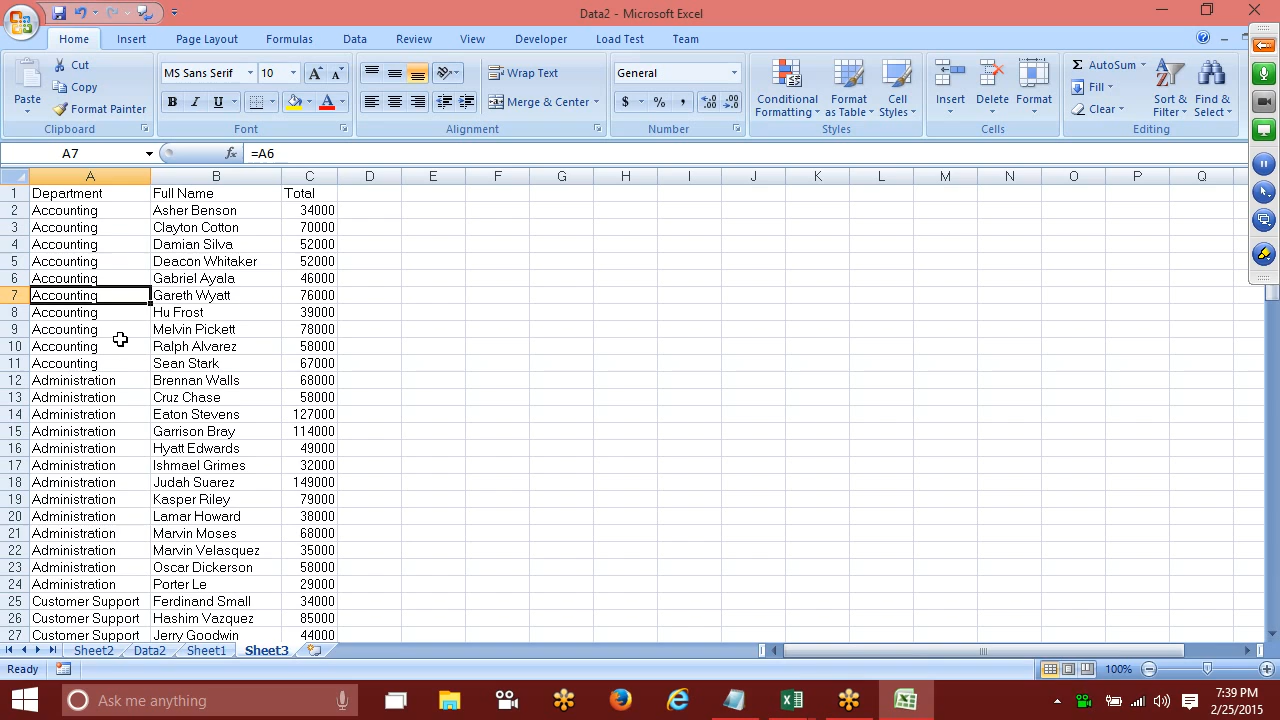 Data2 - Microsoft Excel
Home Insert Page Layout Formulas Data Review View Developer Load Test Team
Paste Cut Copy Format Painter Clipboard
MS Sans Serif 10 B I U Font
Wrap Text Merge & Center Alignment
General $ % , Number
Conditional Formatting Format as Table Cell Styles Styles
Insert Delete Format Cells
AutoSum Fill Clear Sort & Filter Find & Select Editing
A7 fx =A6
A B C D E F G H I J K L M N O P Q
1 Department Full Name Total
2 Accounting Asher Benson 34000
3 Accounting Clayton Cotton 70000
4 Accounting Damian Silva 52000
5 Accounting Deacon Whitaker 52000
6 Accounting Gabriel Ayala 46000
7 Accounting Gareth Wyatt 76000
8 Accounting Hu Frost 39000
9 Accounting Melvin Pickett 78000
10 Accounting Ralph Alvarez 58000
11 Accounting Sean Stark 67000
12 Administration Brennan Walls 68000
13 Administration Cruz Chase 58000
14 Administration Eaton Stevens 127000
15 Administration Garrison Bray 114000
16 Administration Hyatt Edwards 49000
17 Administration Ishmael Grimes 32000
18 Administration Judah Suarez 149000
19 Administration Kasper Riley 79000
20 Administration Lamar Howard 38000
21 Administration Marvin Moses 68000
22 Administration Marvin Velasquez 35000
23 Administration Oscar Dickerson 58000
24 Administration Porter Le 29000
25 Customer Support Ferdinand Small 34000
26 Customer Support Hashim Vazquez 85000
27 Customer Support Jerry Goodwin 44000
Sheet2 Data2 Sheet1 Sheet3
Ready 100%
Ask me anything 7:39 PM
2/25/2015